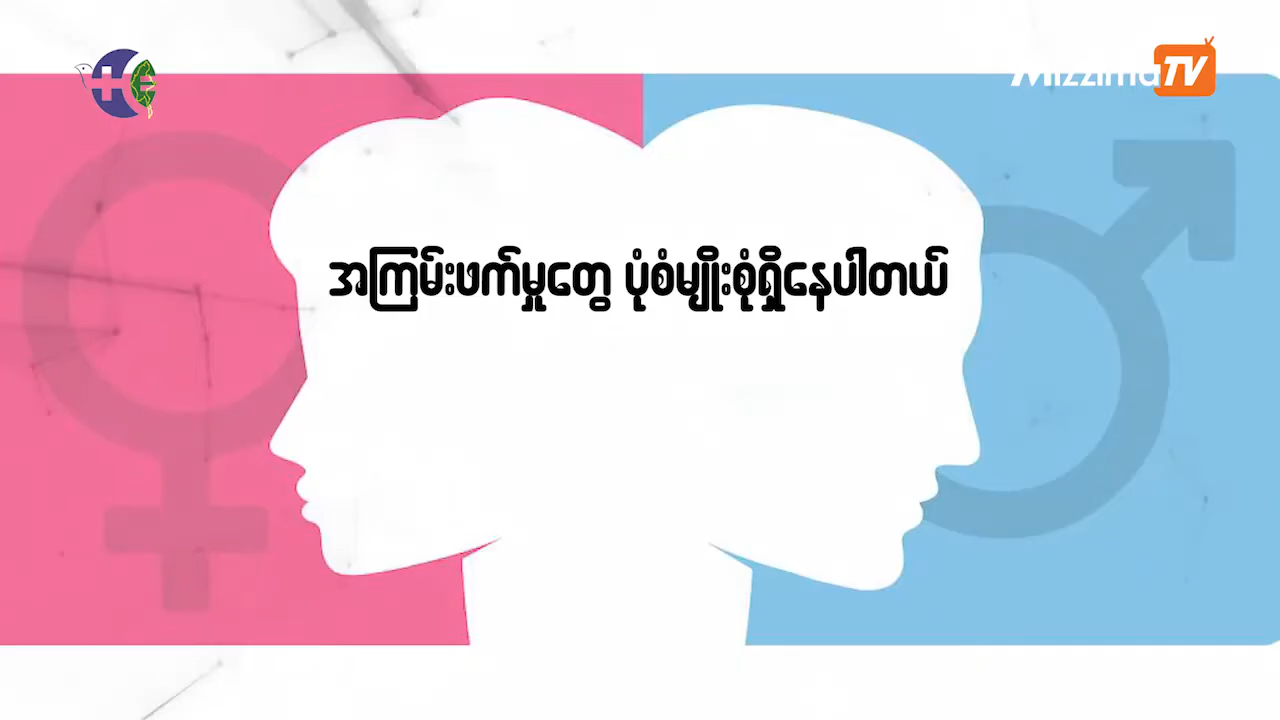 Mizzima TV
အကြမ်းဖက်မှုတွေ ပုံစံမျိုးစုံရှိနေပါတယ်